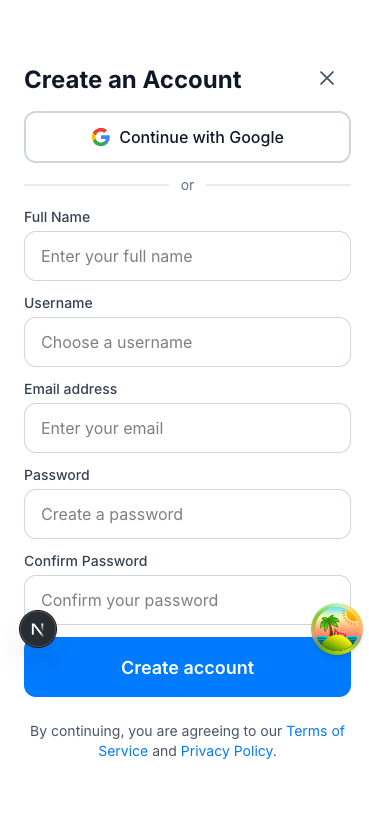 Create an Account
Continue with Google
or
Full Name
Enter your full name
Username
Choose a username
Email address
Enter your email
Password
Create a password
Confirm Password
Confirm your password
N
Create account
By continuing, you are agreeing to our Terms of
Service and Privacy Policy.